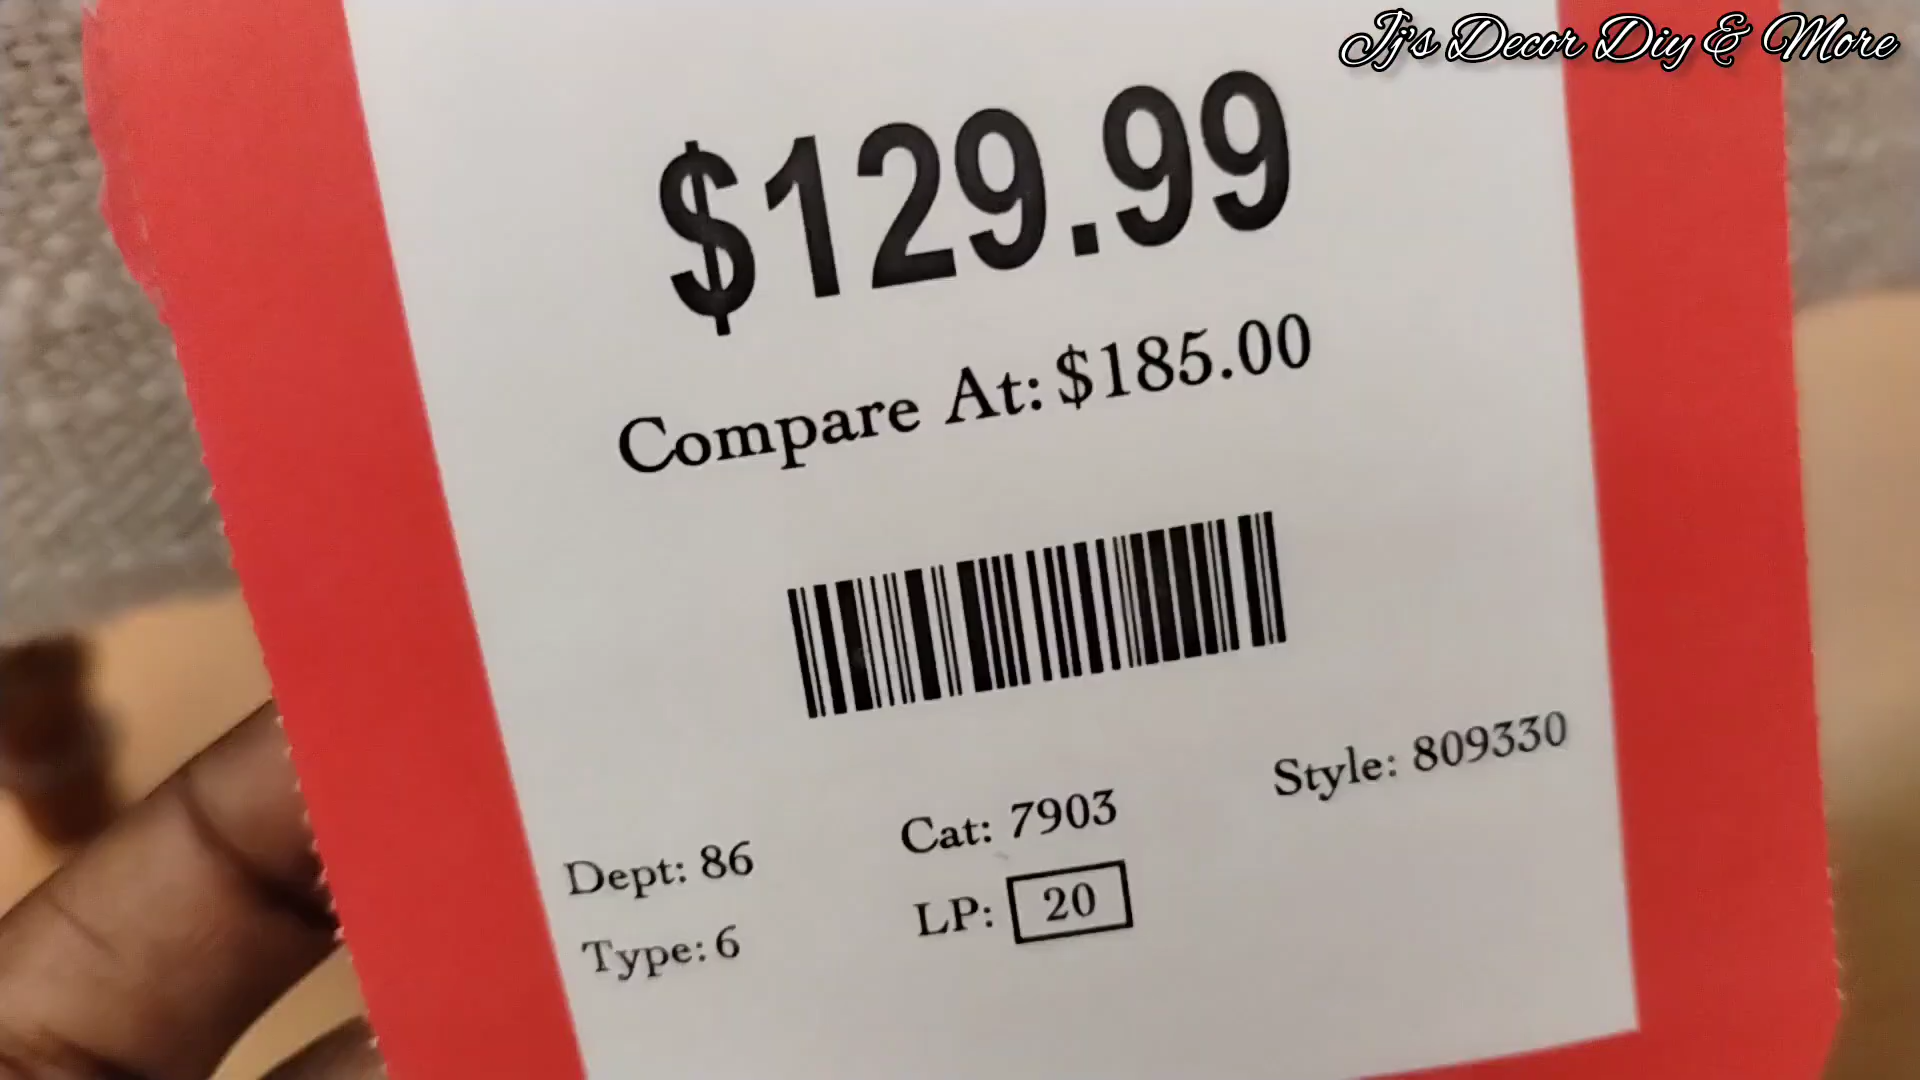 Jj's Decor Diy & More
$129.99
Compare At: $185.00
Style: 809330
Cat: 7903
Dept: 86
LP: 20
Type: 6